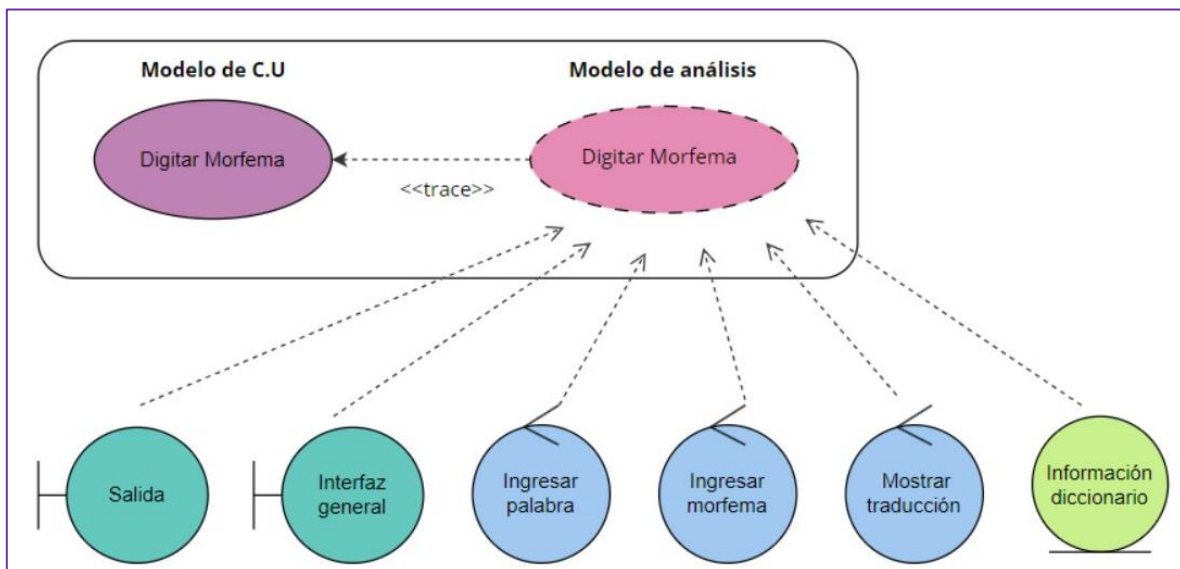 Modelo de C.U
Modelo de análisis
Digitar Morfema
Digitar Morfema
<<trace>>
Salida
Interfaz
general
Ingresar
palabra
Ingresar
morfema
Mostrar
traducción
Información
diccionario